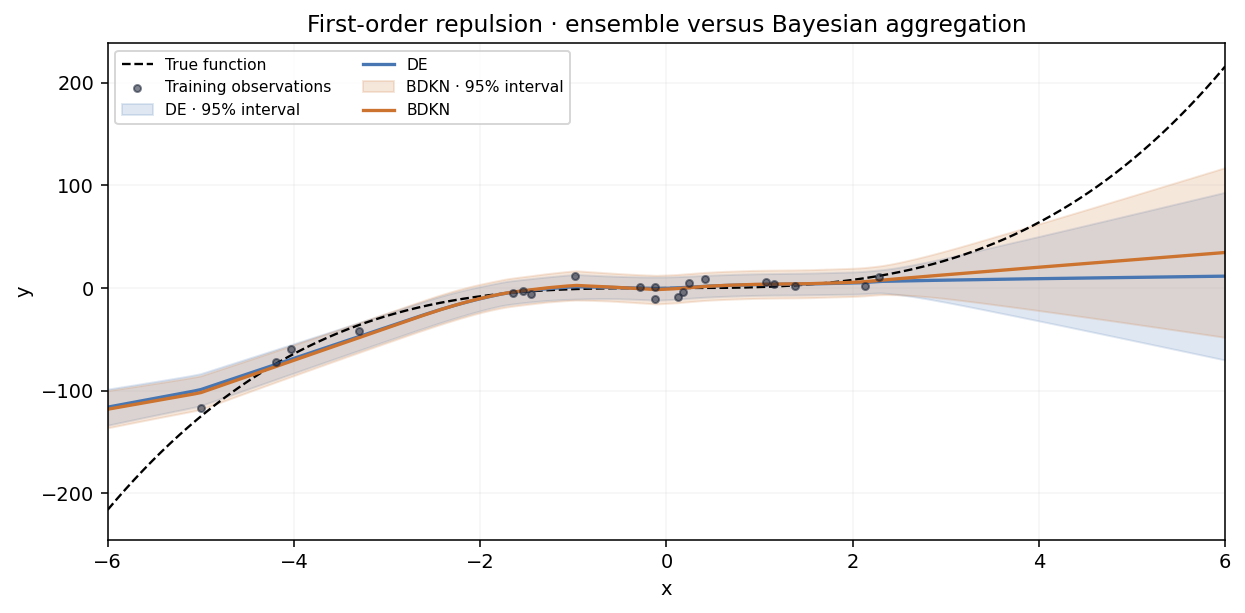 First-order repulsion · ensemble versus Bayesian aggregation
True function
Training observations
DE · 95% interval
DE
BDKN · 95% interval
BDKN
y
200
100
0
−100
−200
−6
−4
−2
0
2
4
6
x